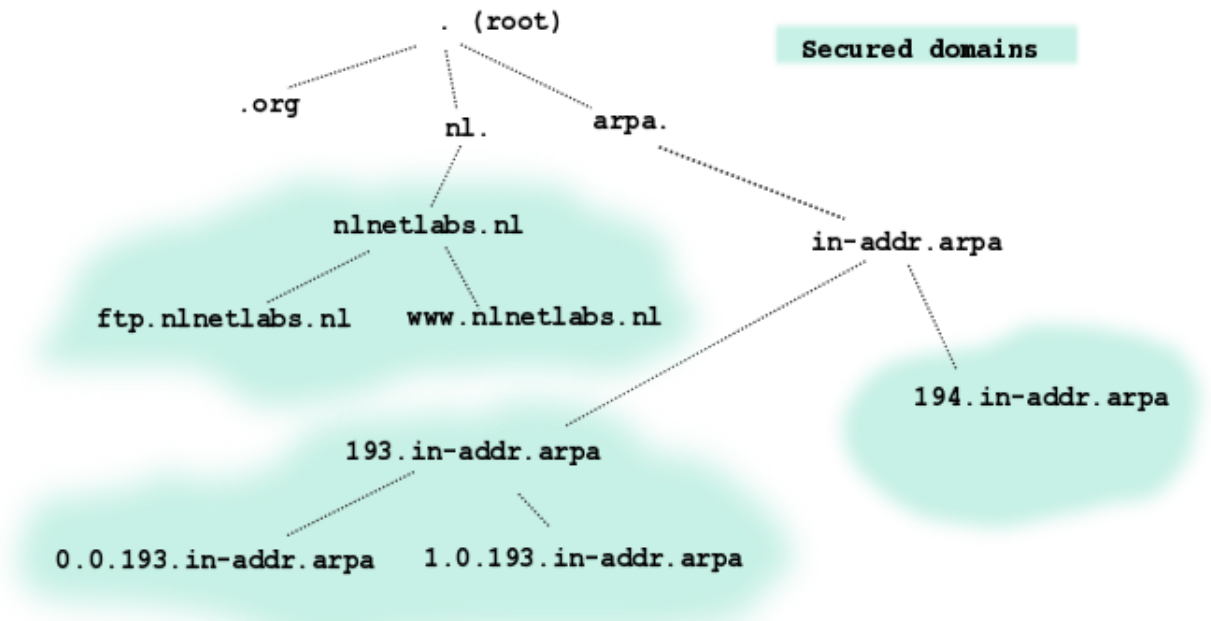 . (root)
Secured domains
.org
nl.
arpa.
nlnetlabs.nl
in-addr.arpa
ftp.nlnetlabs.nl
www.nlnetlabs.nl
194.in-addr.arpa
193.in-addr.arpa
0.0.193.in-addr.arpa
1.0.193.in-addr.arpa